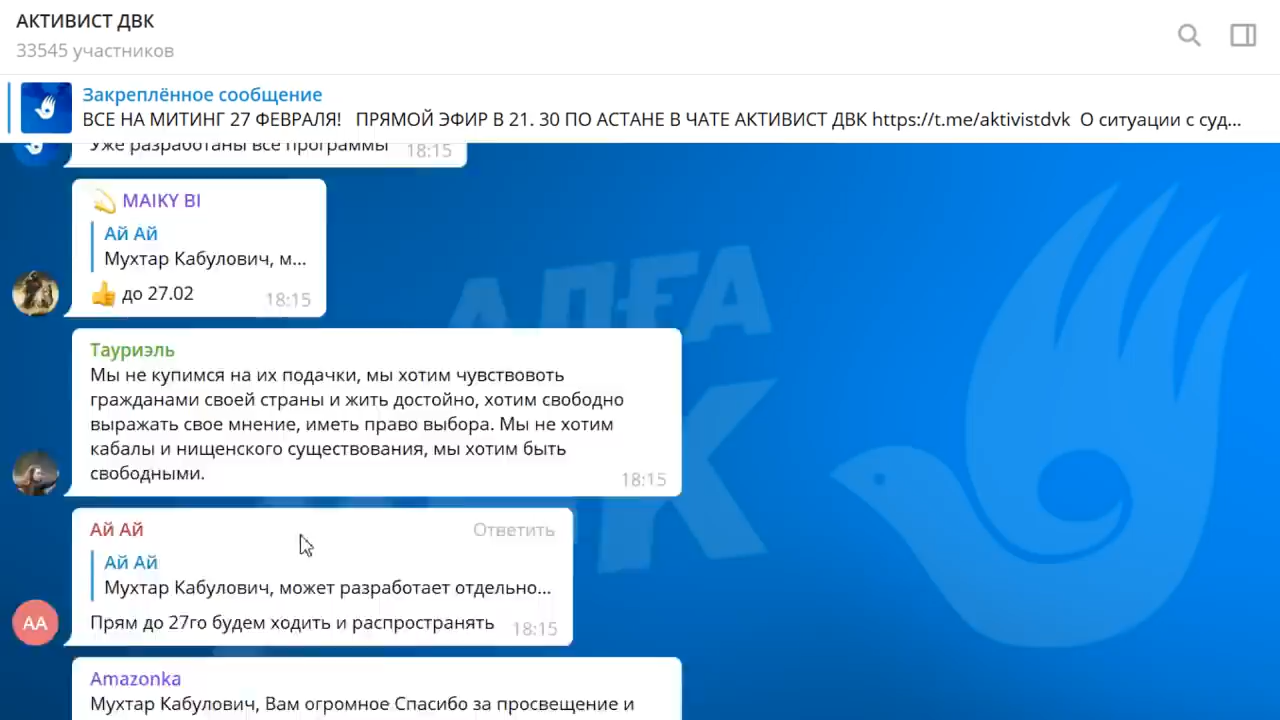 АКТИВИСТ ДВК
33545 участников
Закреплённое сообщение
ВСЕ НА МИТИНГ 27 ФЕВРАЛЯ! ПРЯМОЙ ЭФИР В 21. 30 ПО АСТАНЕ В ЧАТЕ АКТИВИСТ ДВК https://t.me/aktivistdvk О ситуации с суд...
Уже разработаны все программы 18:15
MAIKY BI
Ай Ай
Мухтар Кабулович, м...
👍 до 27.02 18:15
Тауриэль
Мы не купимся на их подачки, мы хотим чувствовоть
гражданами своей страны и жить достойно, хотим свободно
выражать свое мнение, иметь право выбора. Мы не хотим
кабалы и нищенского существования, мы хотим быть
свободными. 18:15
Ай Ай Ответить
Ай Ай
Мухтар Кабулович, может разработает отдельно...
АА
Прям до 27го будем ходить и распространять 18:15
Amazonka
Мухтар Кабулович, Вам огромное Спасибо за просвещение и
АЛҒА